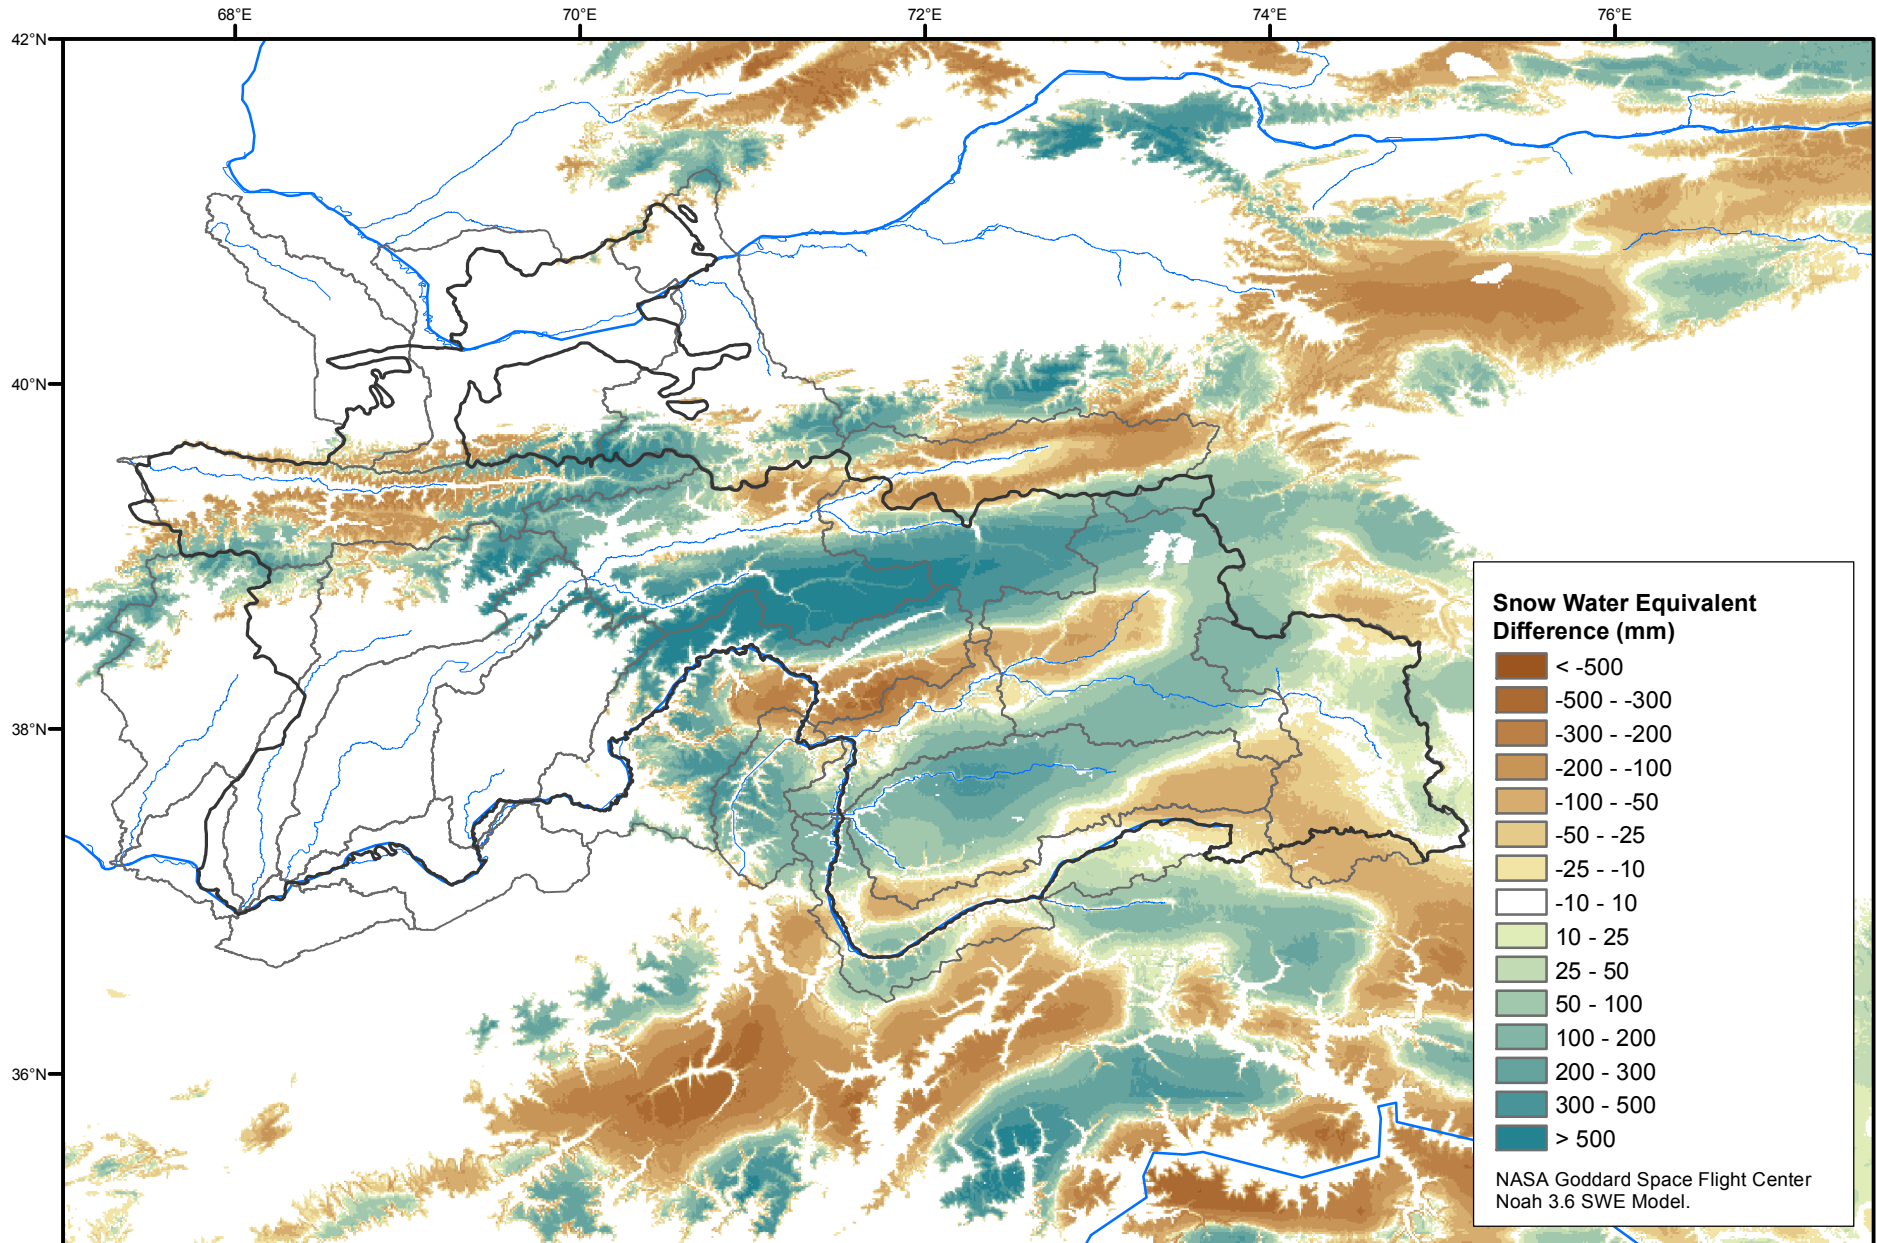 68°E
70°E
72°E
74°E
76°E
42°N
40°N
38°N
36°N
Snow Water Equivalent
Difference (mm)
< -500
-500 - -300
-300 - -200
-200 - -100
-100 - -50
-50 - -25
-25 - -10
-10 - 10
10 - 25
25 - 50
50 - 100
100 - 200
200 - 300
300 - 500
> 500
NASA Goddard Space Flight Center
Noah 3.6 SWE Model.